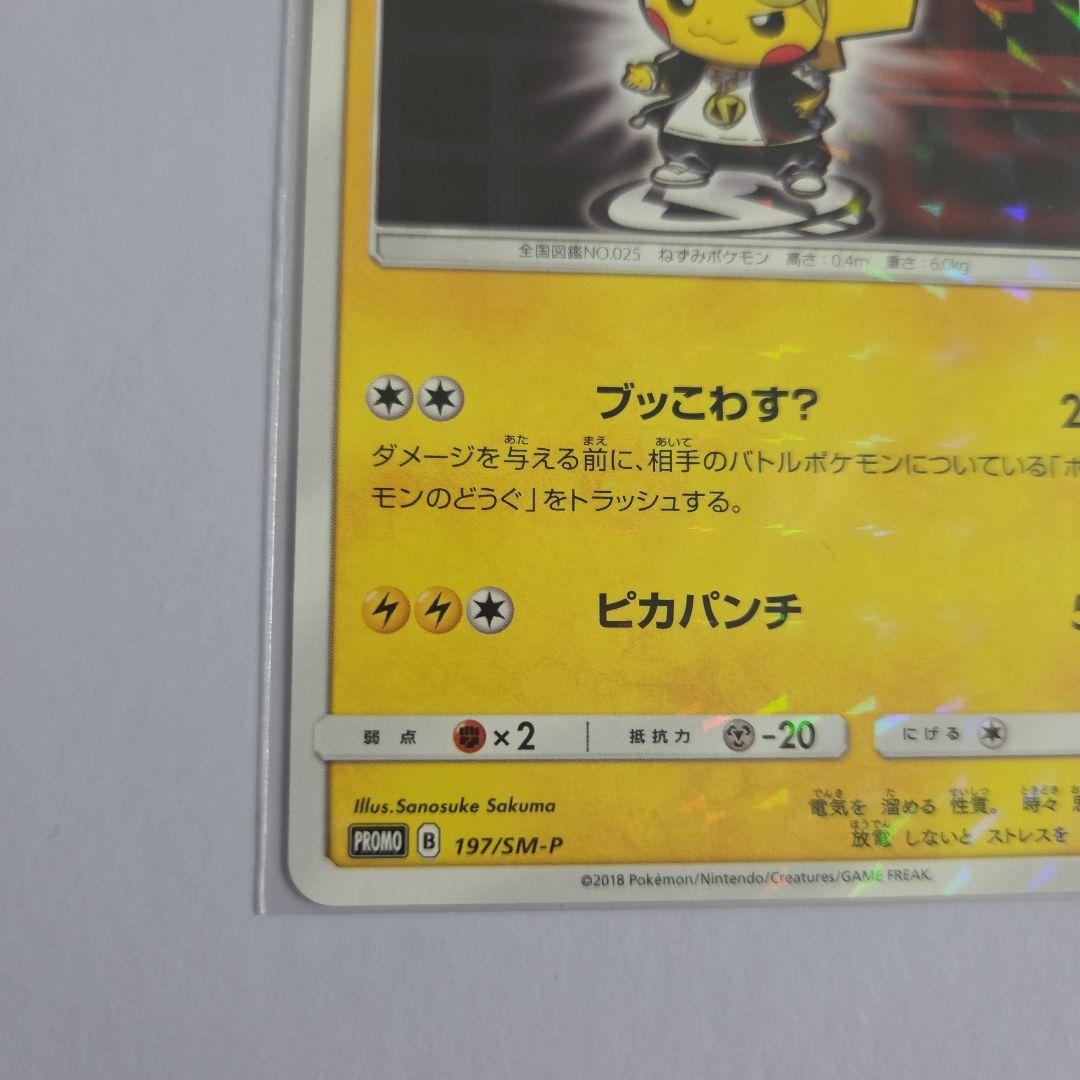 全国図鑑NO.025 ねずみポケモン 高さ：0.4m 重さ：6.0kg
ブッこわす? 2
ダメージを与える前に、相手のバトルポケモンについている「ポ
モンのどうぐ」をトラッシュする。
ピカパンチ 5
弱点 ×2 抵抗力 -20 にげる
Illus.Sanosuke Sakuma
電気を 溜める 性質。 時々
放電 しないと ストレスを
PROMO B 197/SM-P
©2018 Pokémon/Nintendo/Creatures/GAME FREAK.